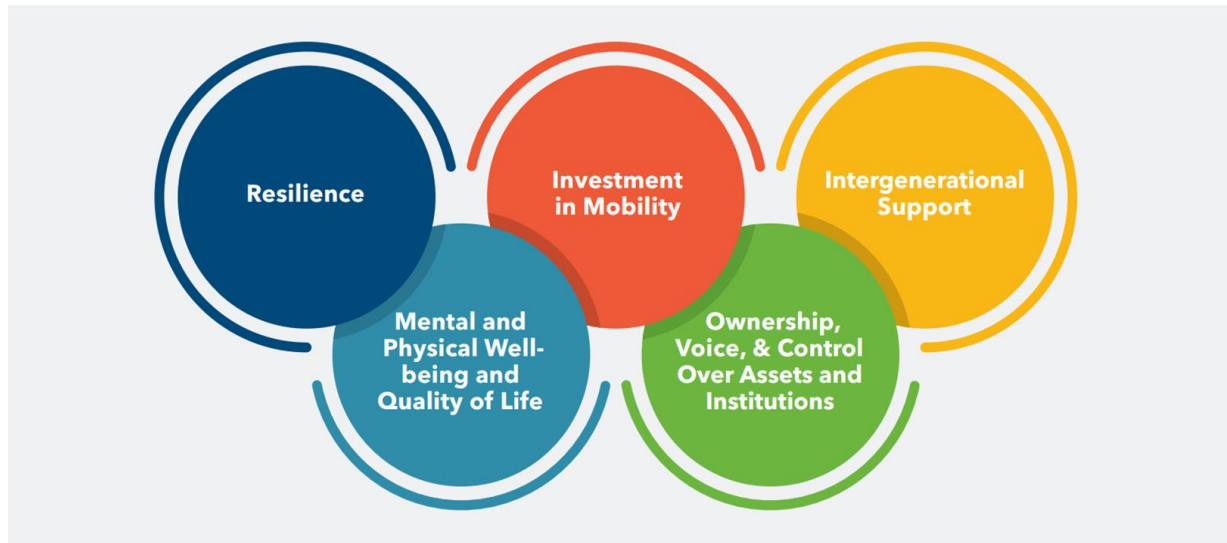 Resilience
Mental and
Physical Well-
being and
Quality of Life
Investment
in Mobility
Ownership,
Voice, & Control
Over Assets and
Institutions
Intergenerational
Support